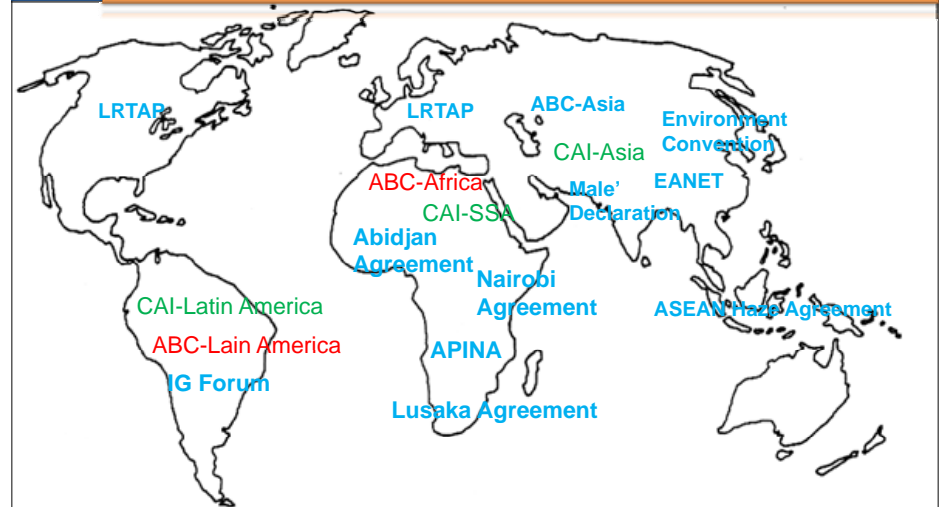 LRTAP
LRTAP
ABC-Asia
Environment
Convention
CAI-Asia
EANET
Male'
Declaration
ABC-Africa
CAI-SSA
Abidjan
Agreement
Nairobi
Agreement
CAI-Latin America
ASEAN Haze Agreement
ABC-Lain America
APINA
IG Forum
Lusaka Agreement